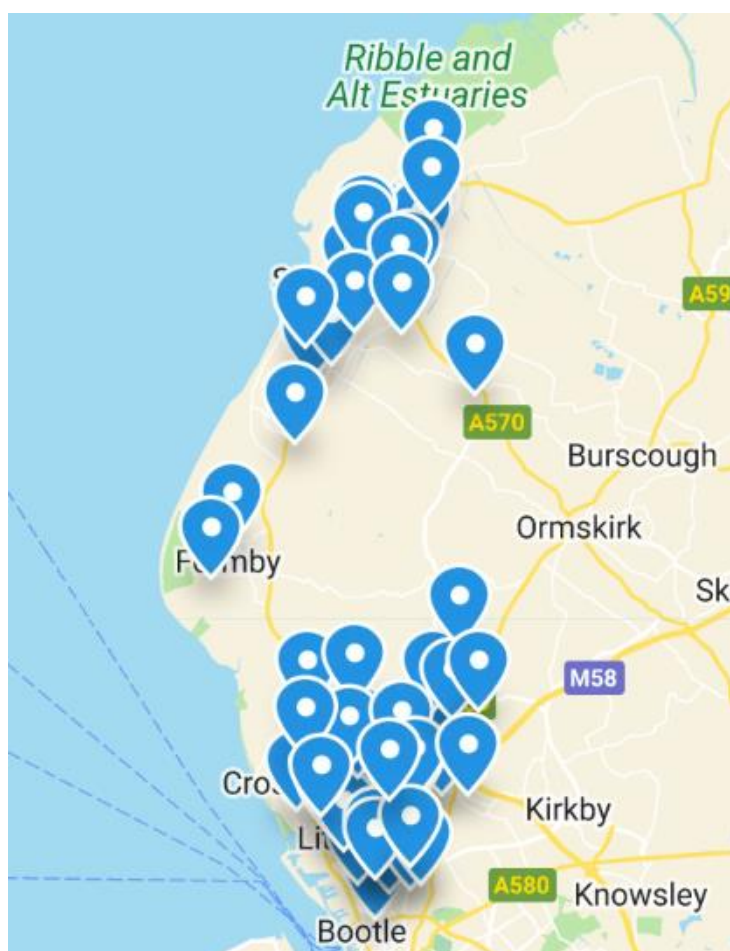 Ribble and
Alt Estuaries
A59
A570
Burscough
Ormskirk
Sk
M58
Kirkby
A580
Knowsley
Bootle